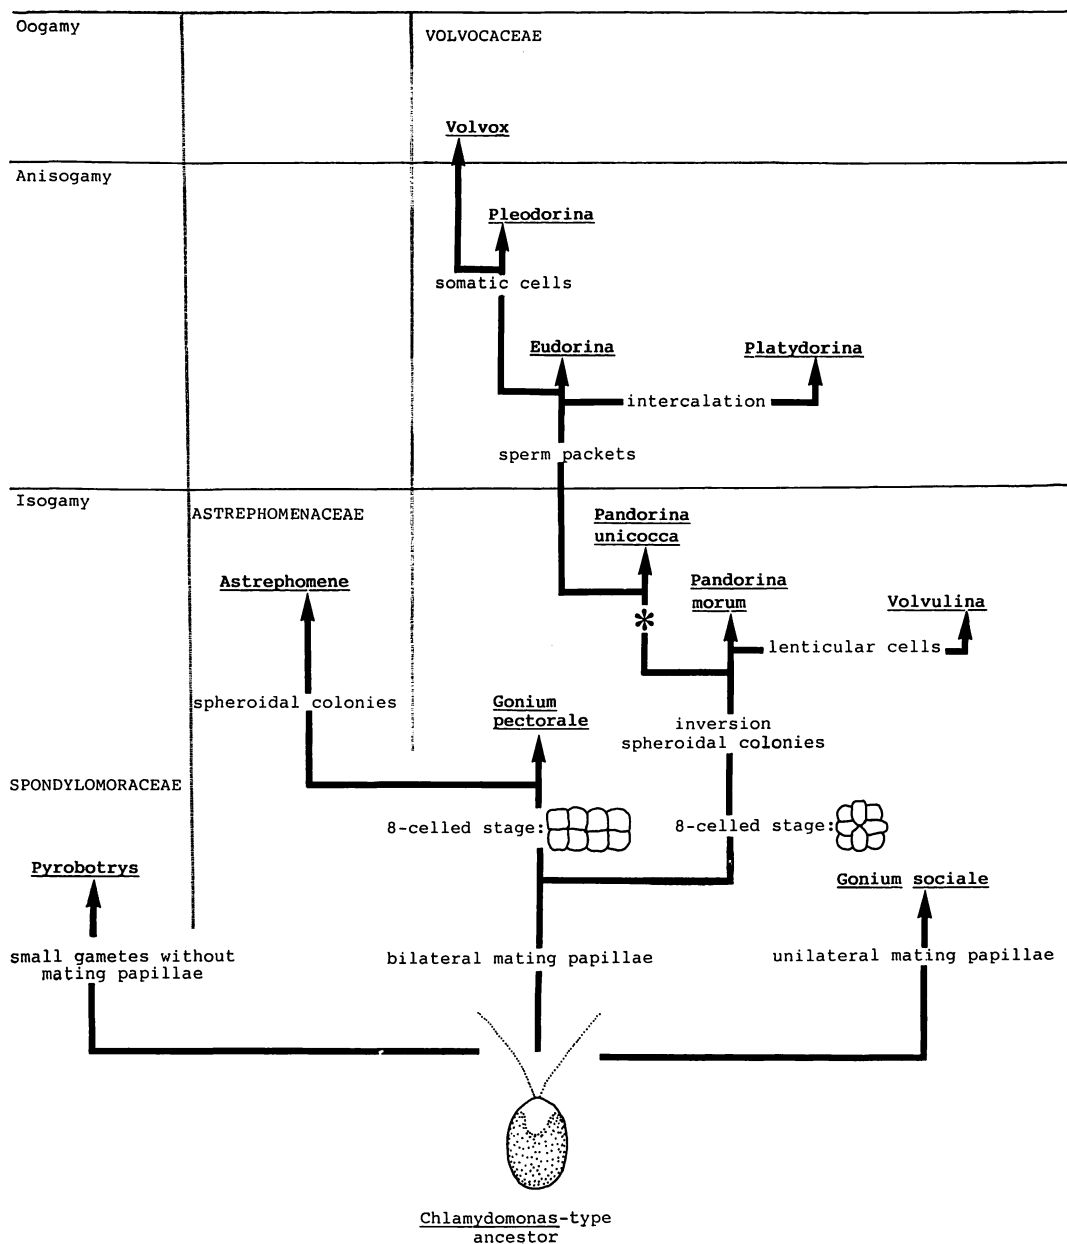 Oogamy
VOLVOCACEAE
Volvox
Anisogamy
Pleodorina
somatic cells
Eudorina
Platydorina
intercalation
sperm packets
Isogamy
ASTREPHOMENACEAE
Pandorina
unicocca
Astrephomene
Pandorina
morum
Volvulina
*
lenticular cells
spheroidal colonies
Gonium
pectorale
inversion
spheroidal colonies
SPONDYLOMORACEAE
8-celled stage:
8-celled stage:
Pyrobotrys
Gonium sociale
small gametes without
mating papillae
bilateral mating papillae
unilateral mating papillae
Chlamydomonas-type
ancestor